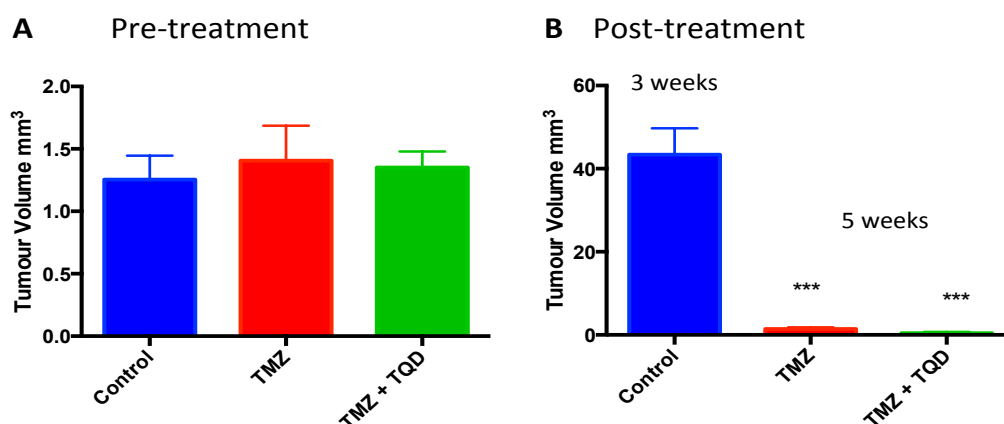 A Pre-treatment
Tumour Volume mm³
2.0
1.5
1.0
0.5
0.0
Control
TMZ
TMZ + TQD
B Post-treatment
Tumour Volume mm³
60
40
20
0
3 weeks
5 weeks
***
***
Control
TMZ
TMZ + TQD